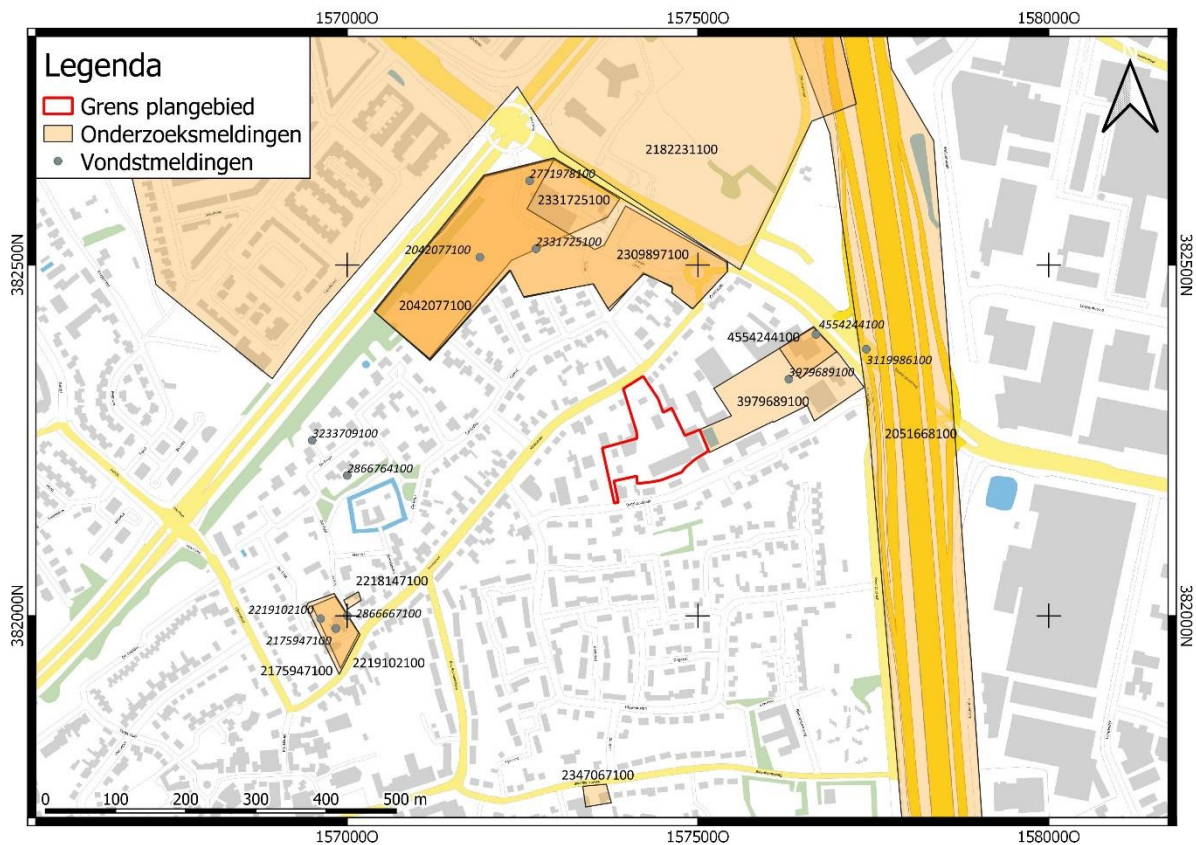 157000O
157500O
158000O
Legenda
Grens plangebied
Onderzoeksmeldingen
Vondstmeldingen
2182231100
2771978100
2331725100
2042077100
2331725100
2309897100
382500N
382500N
2042077100
4554244100
4554244100
3119986100
3979689100
3979689100
2051668100
3233709100
2866764100
2218147100
2219102100
2866667100
382000N
382000N
2175947100
2175947100
2219102100
2347067100
0 100 200 300 400 500 m
157000O
157500O
158000O